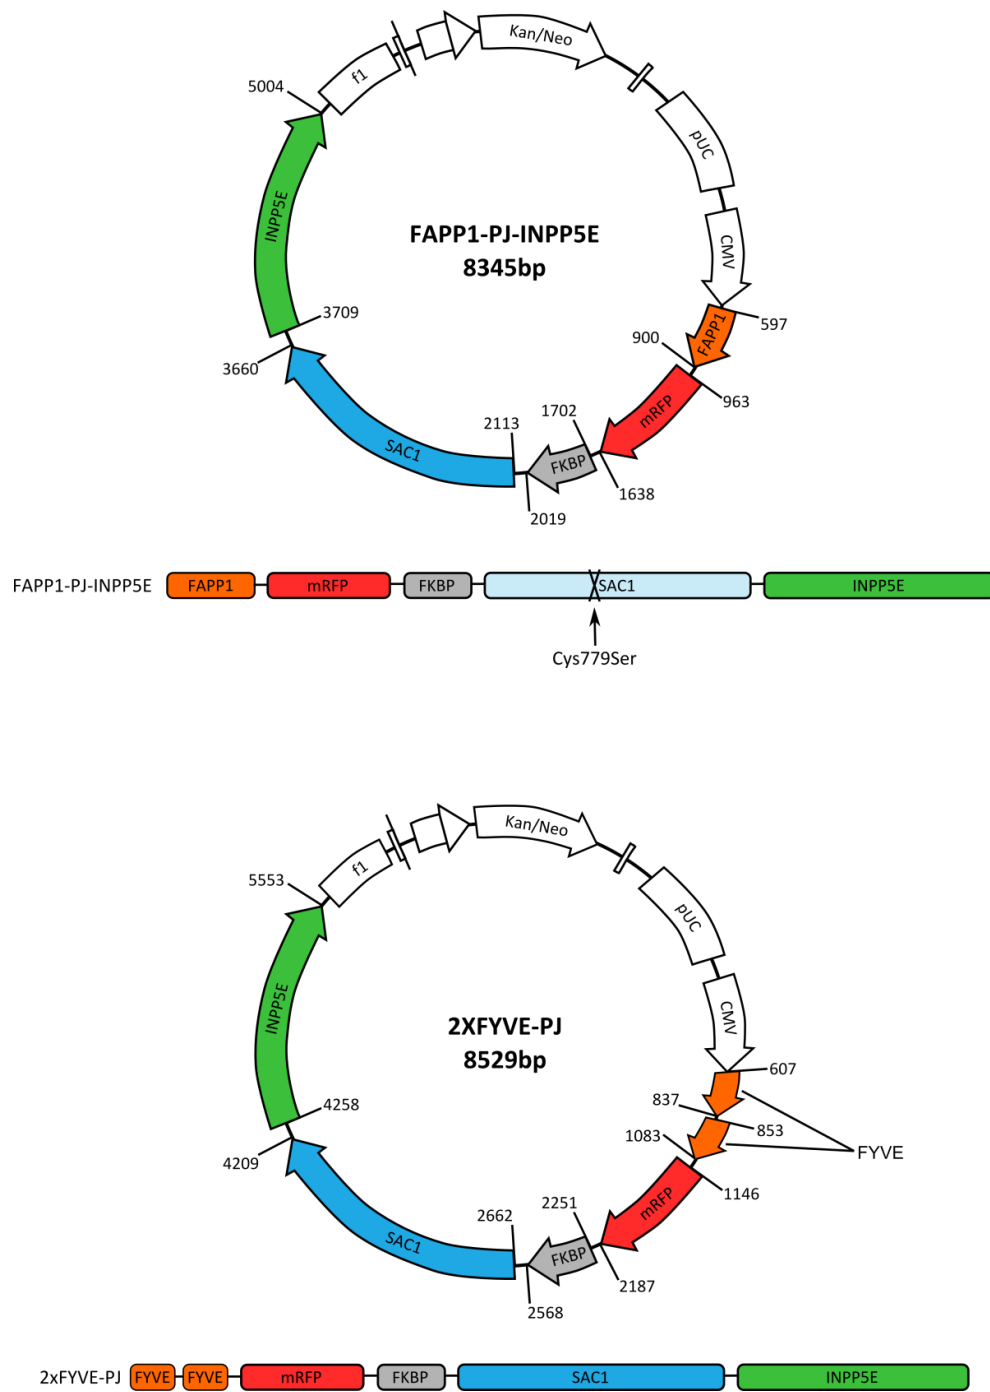 Kan/Neo
f1
5004
pUC
INPP5E
FAPP1-PJ-INPP5E
8345bp
CMV
3709
597
900
FAPP1
3660
963
1702
mRFP
2113
SAC1
FKBP
1638
2019
FAPP1-PJ-INPP5E FAPP1 mRFP FKBP SAC1 INPP5E
Cys779Ser
Kan/Neo
f1
5553
pUC
INPP5E
2XFYVE-PJ
8529bp
CMV
607
837
4258
853
1083
FYVE
4209
1146
2251
mRFP
2662
SAC1
FKBP
2187
2568
2xFYVE-PJ FYVE FYVE mRFP FKBP SAC1 INPP5E